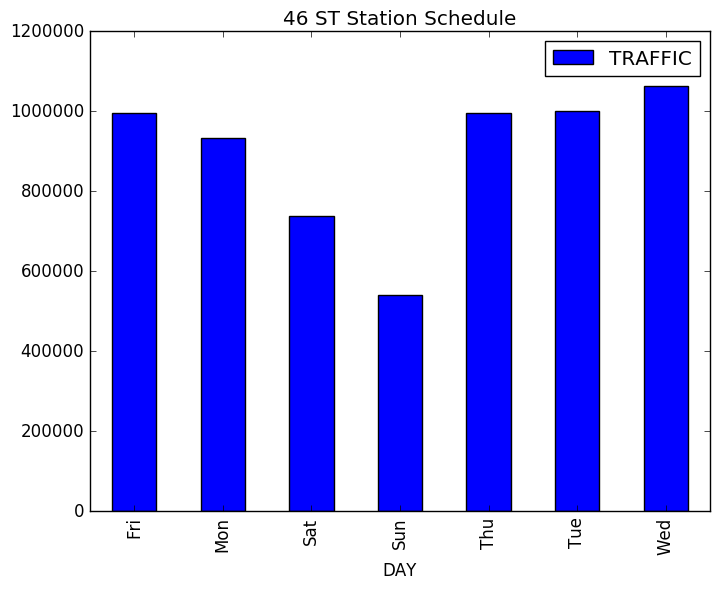 46 ST Station Schedule
TRAFFIC
1200000
1000000
800000
600000
400000
200000
0
Fri
Mon
Sat
Sun
Thu
Tue
Wed
DAY